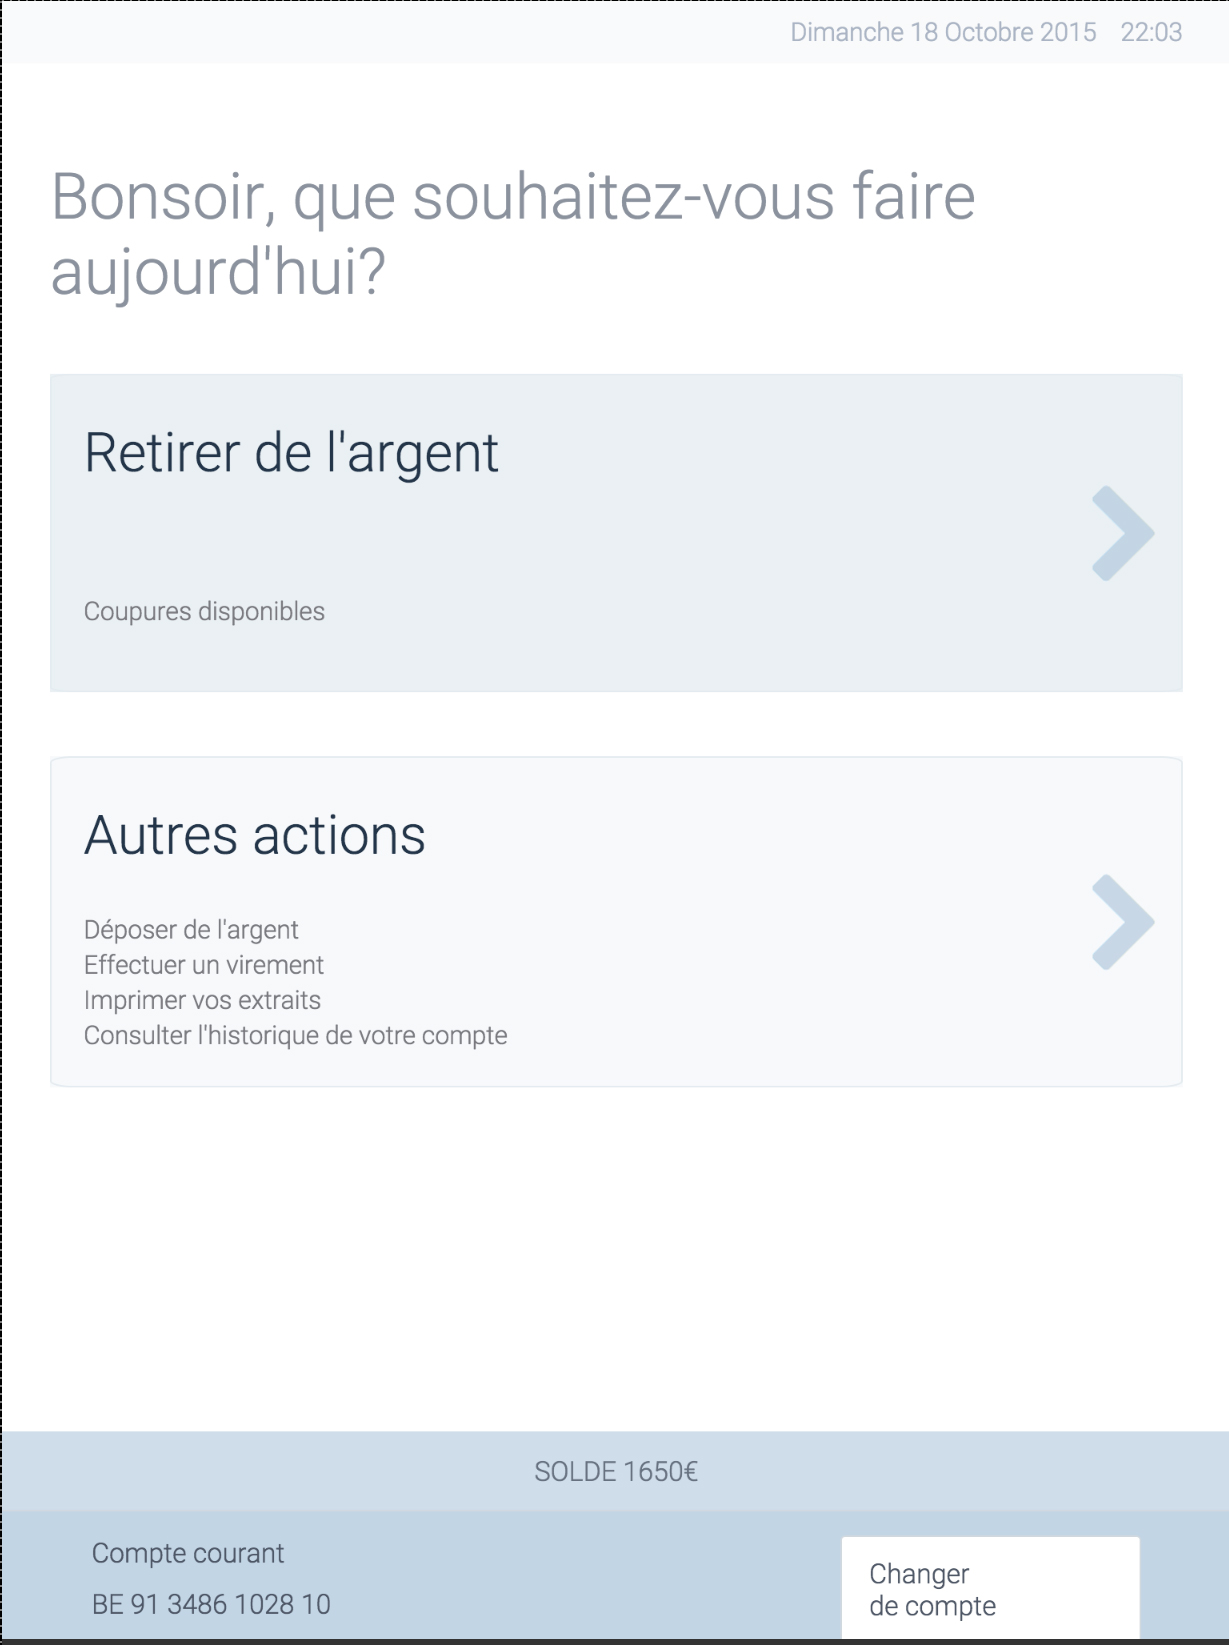 Dimanche 18 Octobre 2015 22:03
Bonsoir, que souhaitez-vous faire
aujourd'hui?
Retirer de l'argent
Coupures disponibles
Autres actions
Déposer de l'argent
Effectuer un virement
Imprimer vos extraits
Consulter l'historique de votre compte
SOLDE 1650€
Compte courant
BE 91 3486 1028 10
Changer
de compte